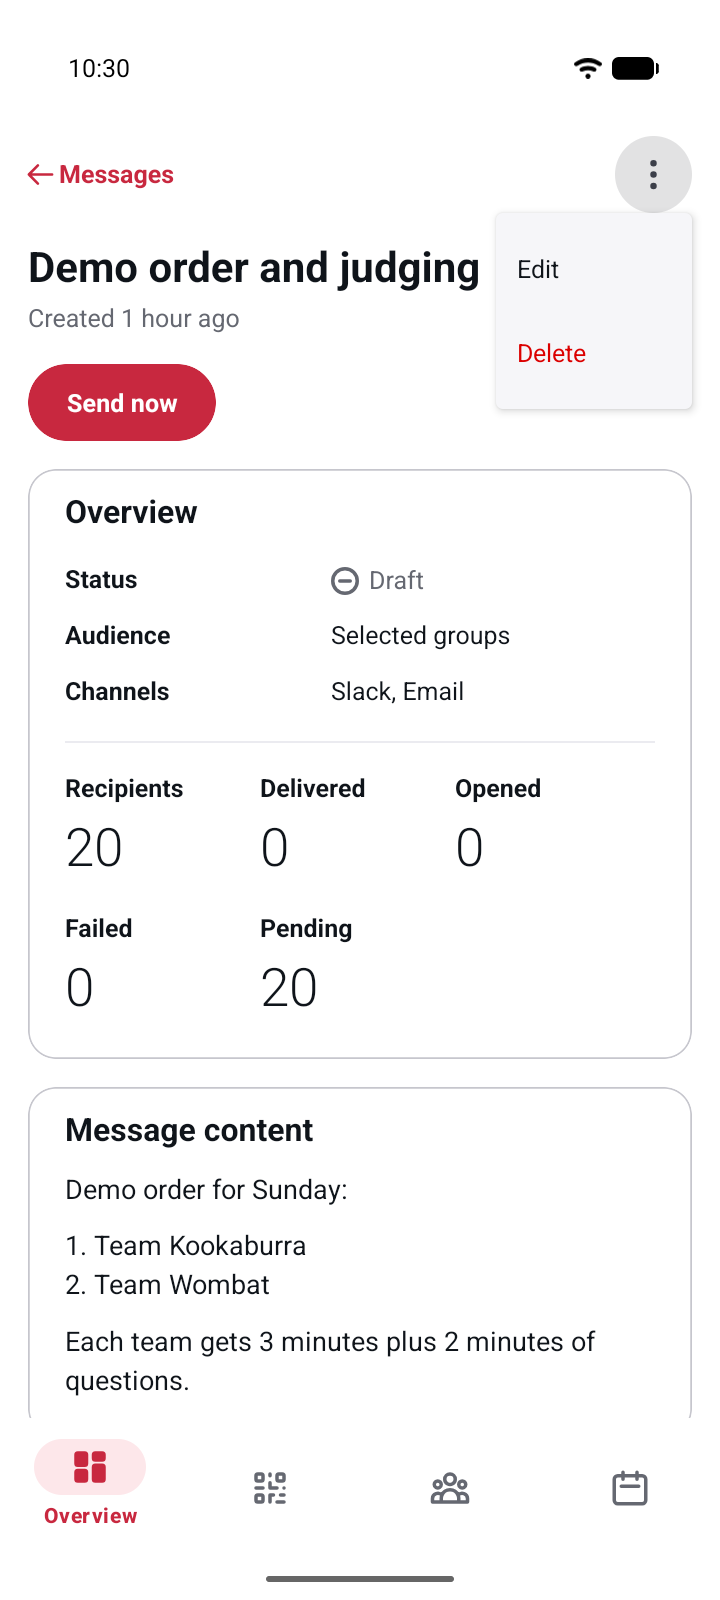 10:30
Messages
Demo order and judging
Created 1 hour ago
Edit
Delete
Send now
Overview
Status Draft
Audience Selected groups
Channels Slack, Email
Recipients Delivered Opened
20 0 0
Failed Pending
0 20
Message content
Demo order for Sunday:
1. Team Kookaburra
2. Team Wombat
Each team gets 3 minutes plus 2 minutes of
questions.
Overview